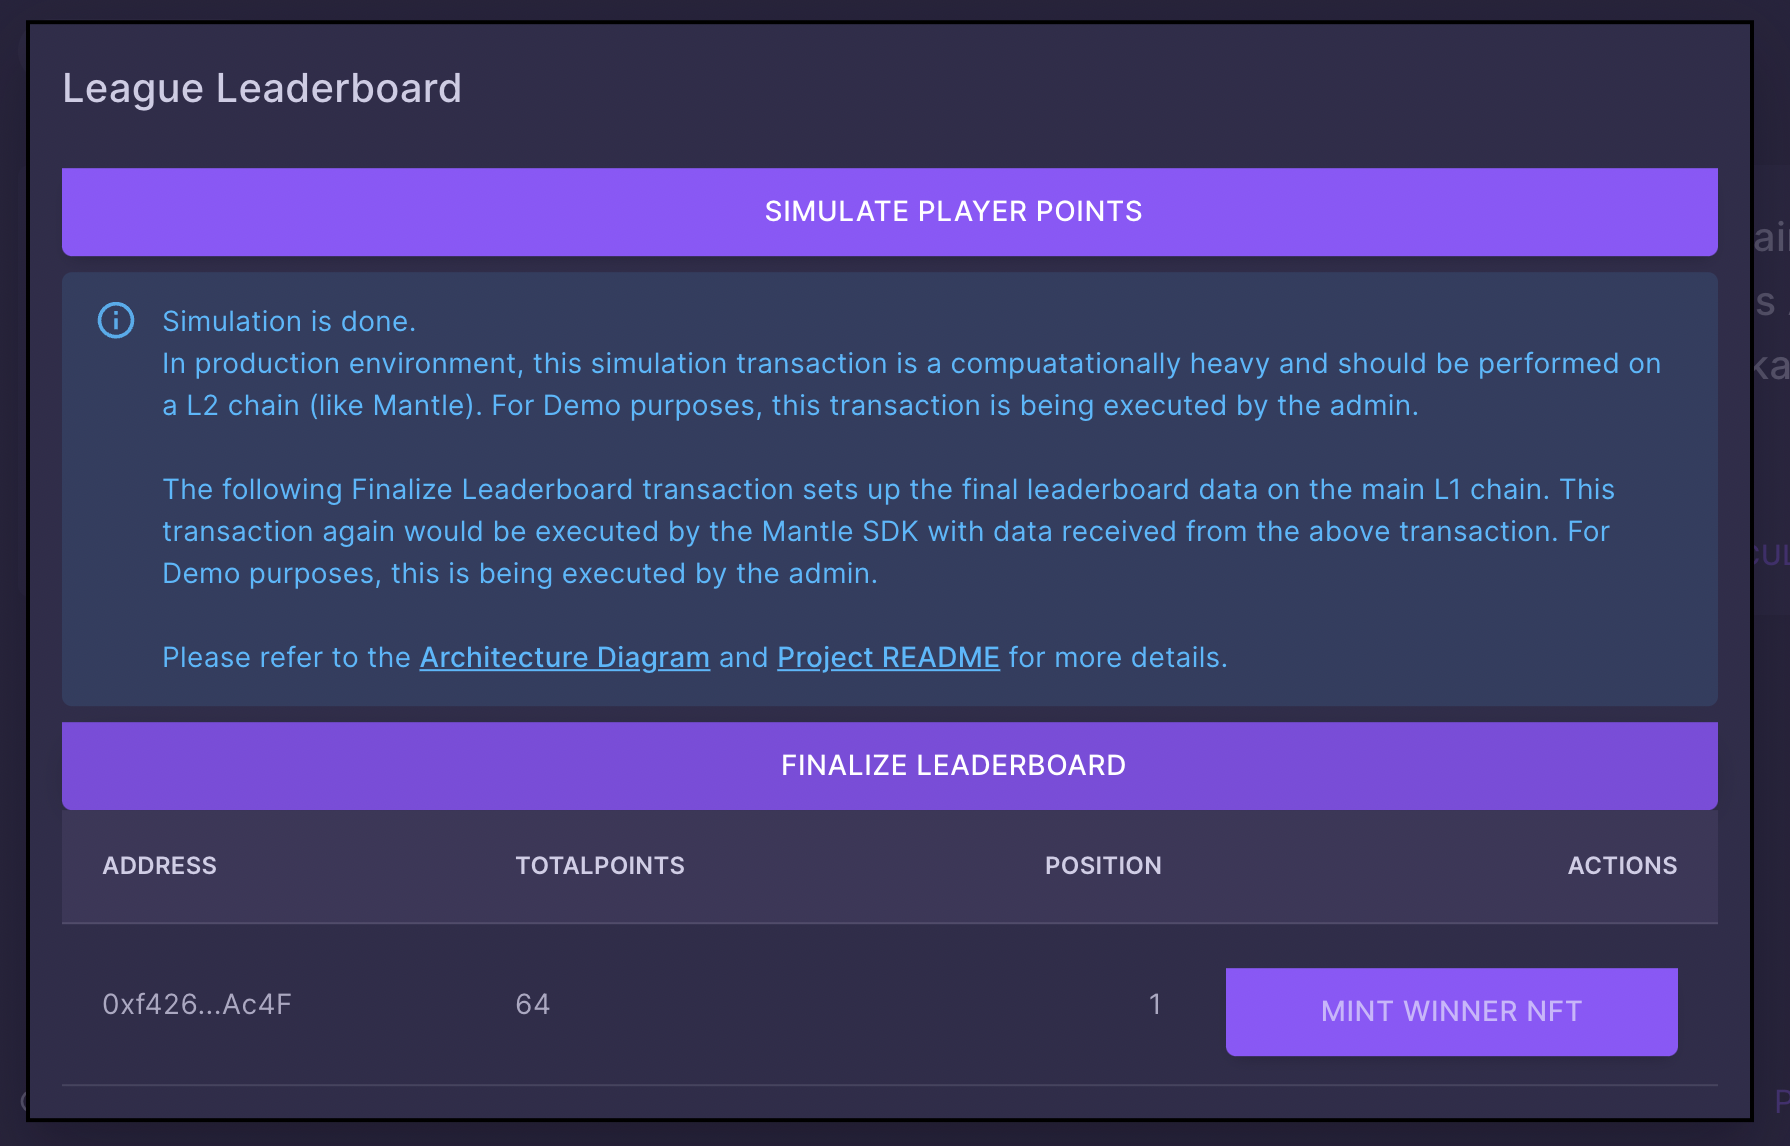 League Leaderboard
SIMULATE PLAYER POINTS
Simulation is done.
In production environment, this simulation transaction is a compuatationally heavy and should be performed on
a L2 chain (like Mantle). For Demo purposes, this transaction is being executed by the admin.
The following Finalize Leaderboard transaction sets up the final leaderboard data on the main L1 chain. This
transaction again would be executed by the Mantle SDK with data received from the above transaction. For
Demo purposes, this is being executed by the admin.
Please refer to the Architecture Diagram and Project README for more details.
FINALIZE LEADERBOARD
ADDRESS TOTALPOINTS POSITION ACTIONS
0xf426...Ac4F 64 1 MINT WINNER NFT